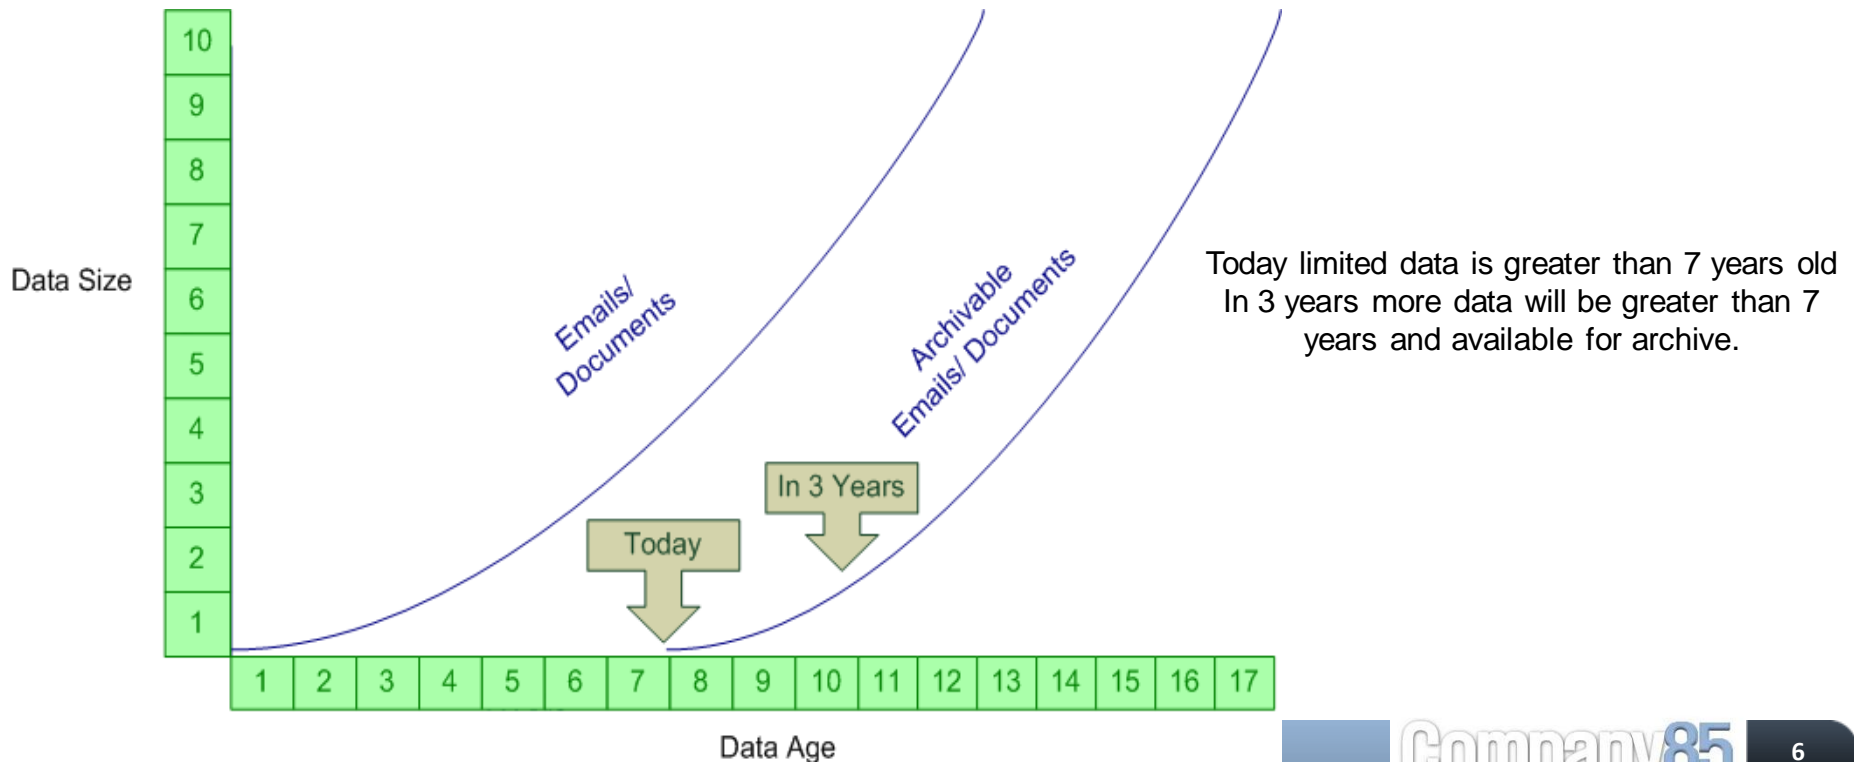 10
9
8
7
6
5
4
3
2
1
Data Size
Emails/
Documents
Archivable
Emails/ Documents
In 3 Years
Today
1 2 3 4 5 6 7 8 9 10 11 12 13 14 15 16 17
Data Age
Today limited data is greater than 7 years old
In 3 years more data will be greater than 7
years and available for archive.
Company85
6